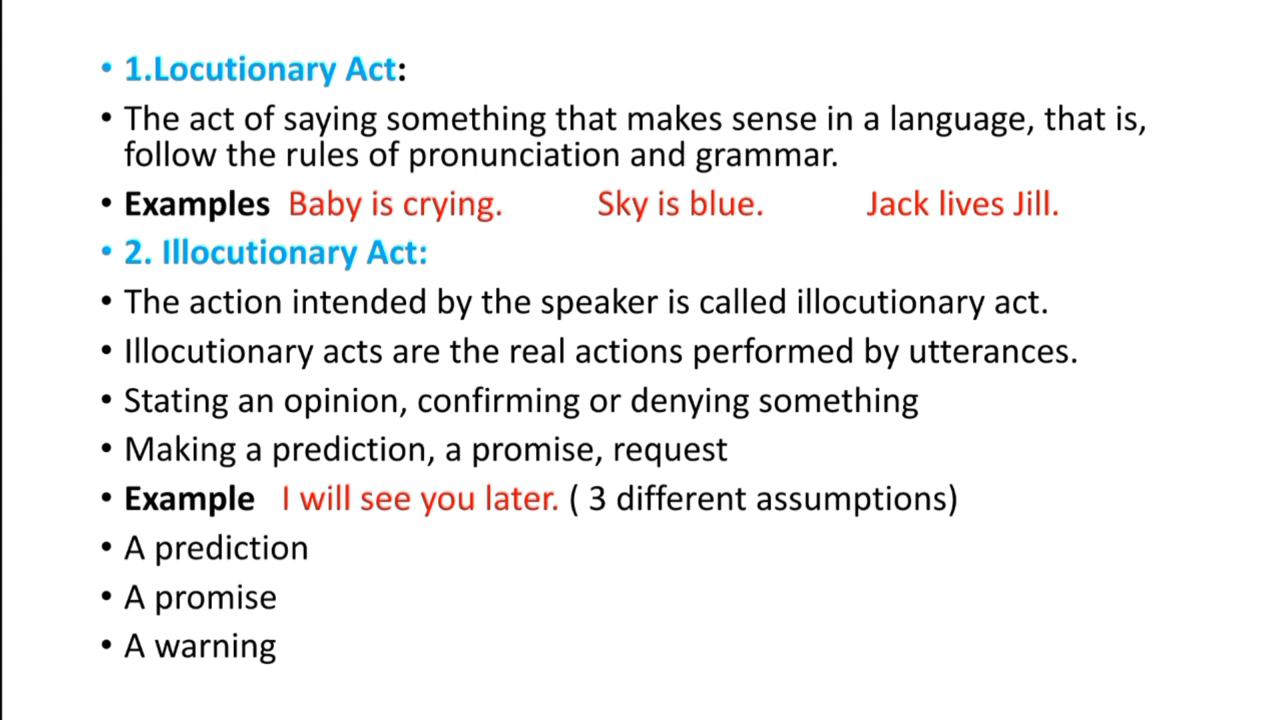 • 1.Locutionary Act:
• The act of saying something that makes sense in a language, that is,
follow the rules of pronunciation and grammar.
• Examples Baby is crying. Sky is blue. Jack lives Jill.
• 2. Illocutionary Act:
• The action intended by the speaker is called illocutionary act.
• Illocutionary acts are the real actions performed by utterances.
• Stating an opinion, confirming or denying something
• Making a prediction, a promise, request
• Example I will see you later. ( 3 different assumptions)
• A prediction
• A promise
• A warning